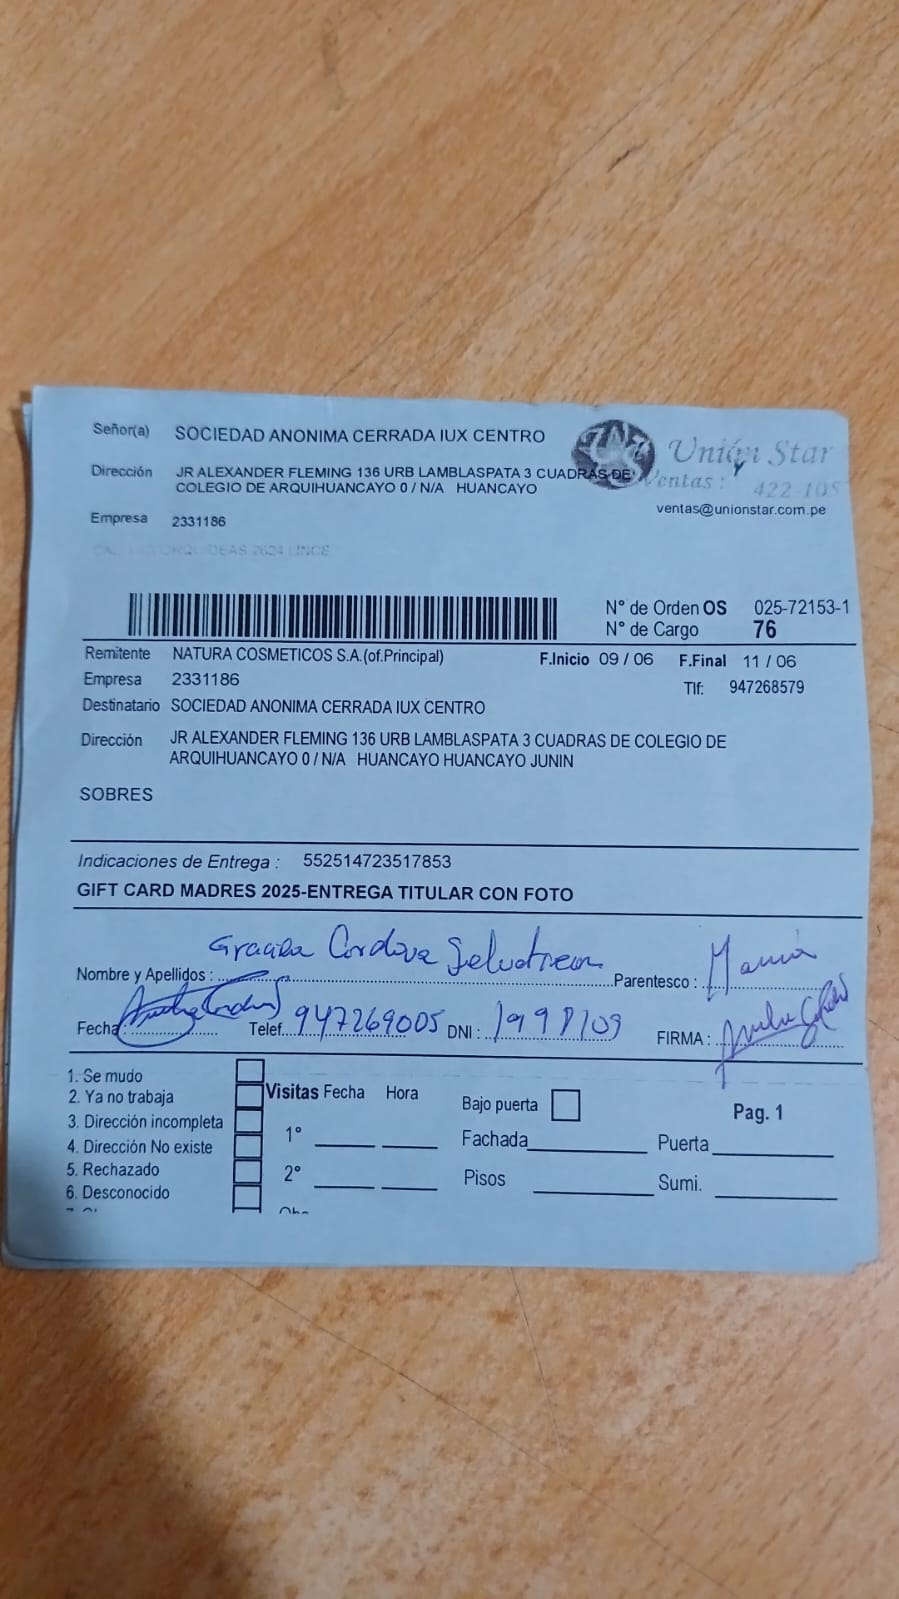 Señor(a) SOCIEDAD ANONIMA CERRADA IUX CENTRO
Unión Star
Dirección JR ALEXANDER FLEMING 136 URB LAMBLASPATA 3 CUADRAS DE
COLEGIO DE ARQUIHUANCAYO 0 / N/A HUANCAYO
Ventas : 422-105
ventas@unionstar.com.pe
Empresa 2331186
ORQUIDEAS 2624 LINCE
N° de Orden OS 025-72153-1
N° de Cargo 76
Remitente NATURA COSMETICOS S.A.(of.Principal) F.Inicio 09 / 06 F.Final 11 / 06
Empresa 2331186 Tlf: 947268579
Destinatario SOCIEDAD ANONIMA CERRADA IUX CENTRO
Dirección JR ALEXANDER FLEMING 136 URB LAMBLASPATA 3 CUADRAS DE COLEGIO DE
ARQUIHUANCAYO 0 / N/A HUANCAYO HUANCAYO JUNIN
SOBRES
Indicaciones de Entrega : 552514723517853
GIFT CARD MADRES 2025-ENTREGA TITULAR CON FOTO
Nombre y Apellidos : Cordova Parentesco :
Fecha Telef. 947269005 DNI : FIRMA :
1. Se mudo
2. Ya no trabaja
3. Dirección incompleta
4. Dirección No existe
5. Rechazado
6. Desconocido
Visitas Fecha Hora
1°
2°
Bajo puerta
Pag. 1
Fachada Puerta
Pisos Sumi.